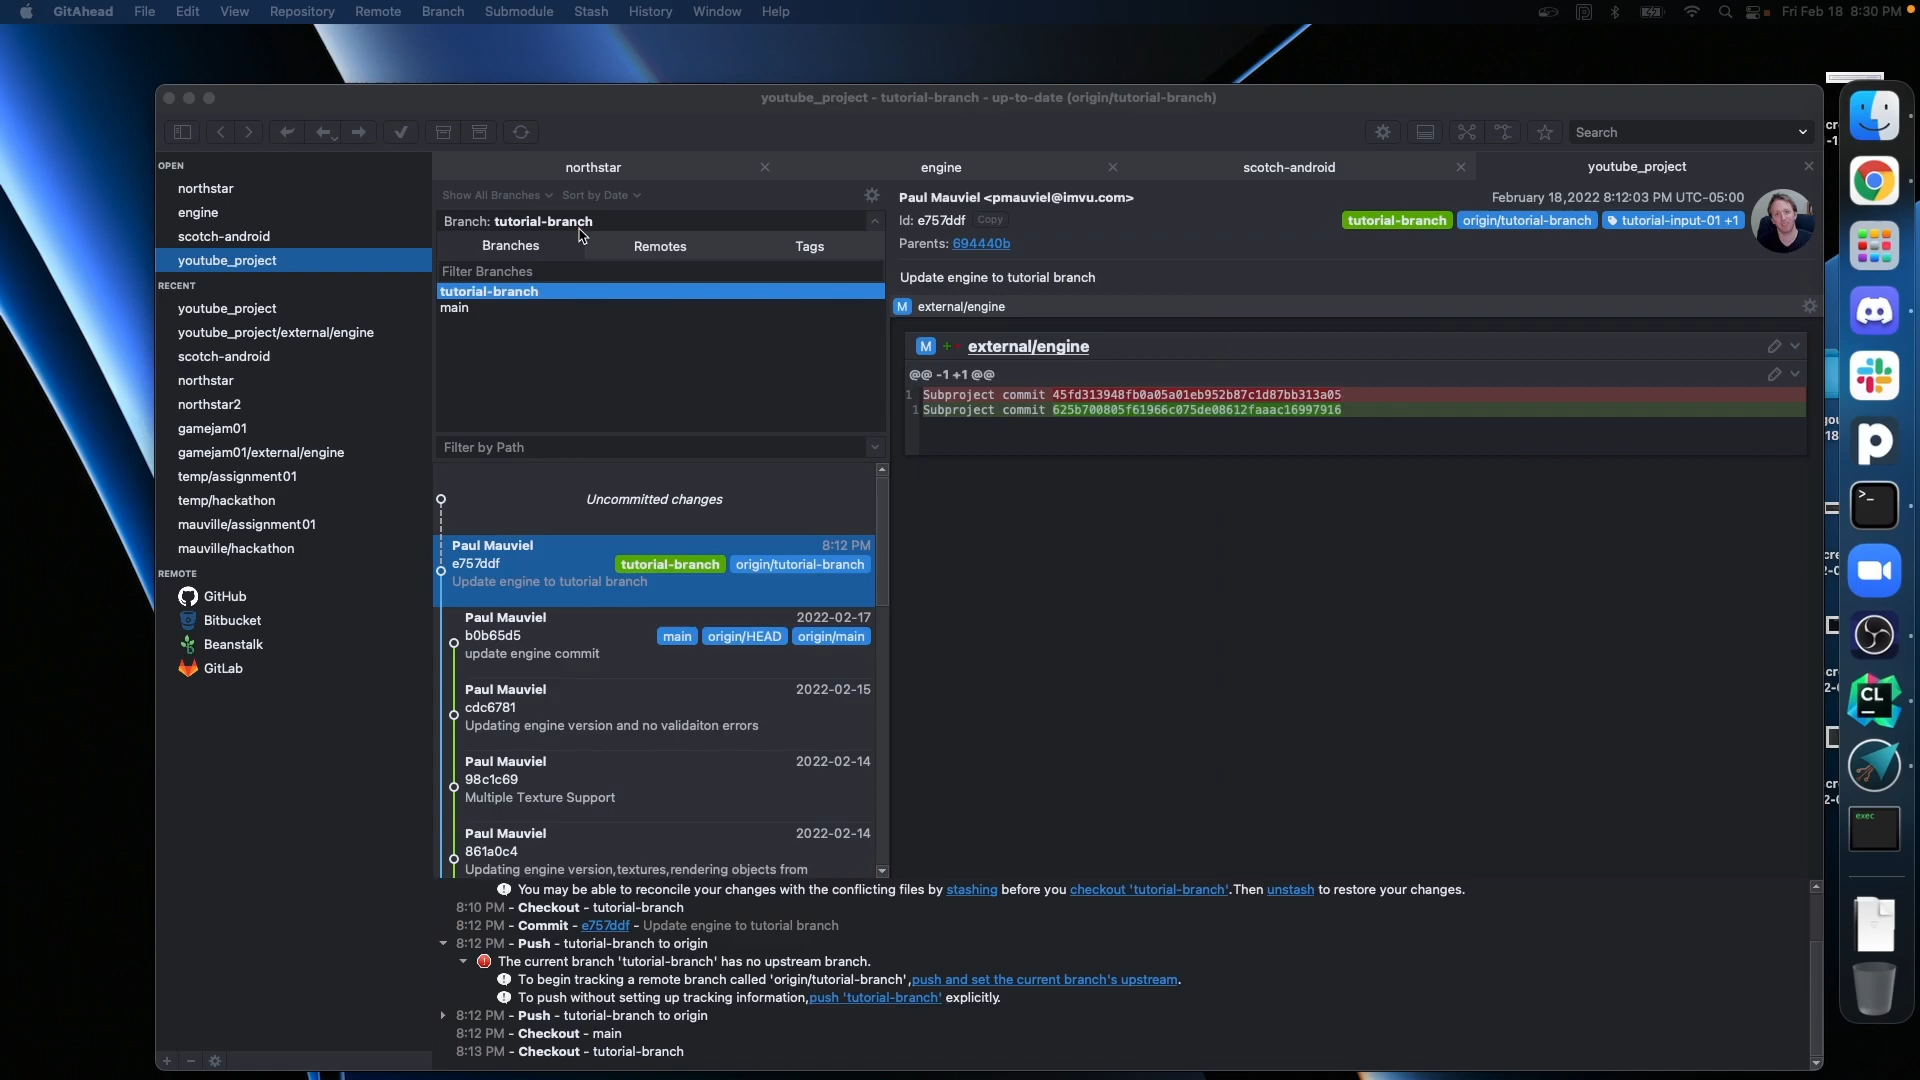 GitAhead File Edit View Repository Remote Branch Submodule Stash History Window Help
Fri Feb 18 8:30 PM
youtube_project - tutorial-branch - up-to-date (origin/tutorial-branch)
Search
OPEN
northstar
engine
scotch-android
youtube_project
RECENT
youtube_project
youtube_project/external/engine
scotch-android
northstar
northstar2
gamejam01
gamejam01/external/engine
temp/assignment01
temp/hackathon
mauville/assignment01
mauville/hackathon
REMOTE
GitHub
Bitbucket
Beanstalk
GitLab
northstar
engine
scotch-android
youtube_project
Show All Branches Sort by Date
Branch: tutorial-branch
Branches Remotes Tags
Filter Branches
tutorial-branch
main
Filter by Path
Uncommitted changes
Paul Mauviel 8:12 PM
e757ddf tutorial-branch origin/tutorial-branch
Update engine to tutorial branch
Paul Mauviel 2022-02-17
b0b65d5 main origin/HEAD origin/main
update engine commit
Paul Mauviel 2022-02-15
cdc6781
Updating engine version and no validaiton errors
Paul Mauviel 2022-02-14
98c1c69
Multiple Texture Support
Paul Mauviel 2022-02-14
861a0c4
Updating engine version,textures,rendering objects from
Paul Mauviel <pmauviel@imvu.com> February 18,2022 8:12:03 PM UTC-05:00
Id: e757ddf Copy tutorial-branch origin/tutorial-branch tutorial-input-01 +1
Parents: 694440b
Update engine to tutorial branch
M external/engine
M + external/engine
@@ -1 +1 @@
1 Subproject commit 45fd313948fb0a05a01eb952b87c1d87bb313a05
1 Subproject commit 625b700805f61966c075de08612faaac16997916
You may be able to reconcile your changes with the conflicting files by stashing before you checkout 'tutorial-branch'.Then unstash to restore your changes.
8:10 PM - Checkout - tutorial-branch
8:12 PM - Commit - e757ddf - Update engine to tutorial branch
8:12 PM - Push - tutorial-branch to origin
The current branch 'tutorial-branch' has no upstream branch.
To begin tracking a remote branch called 'origin/tutorial-branch',push and set the current branch's upstream.
To push without setting up tracking information,push 'tutorial-branch' explicitly.
8:12 PM - Push - tutorial-branch to origin
8:12 PM - Checkout - main
8:13 PM - Checkout - tutorial-branch
CL
exec